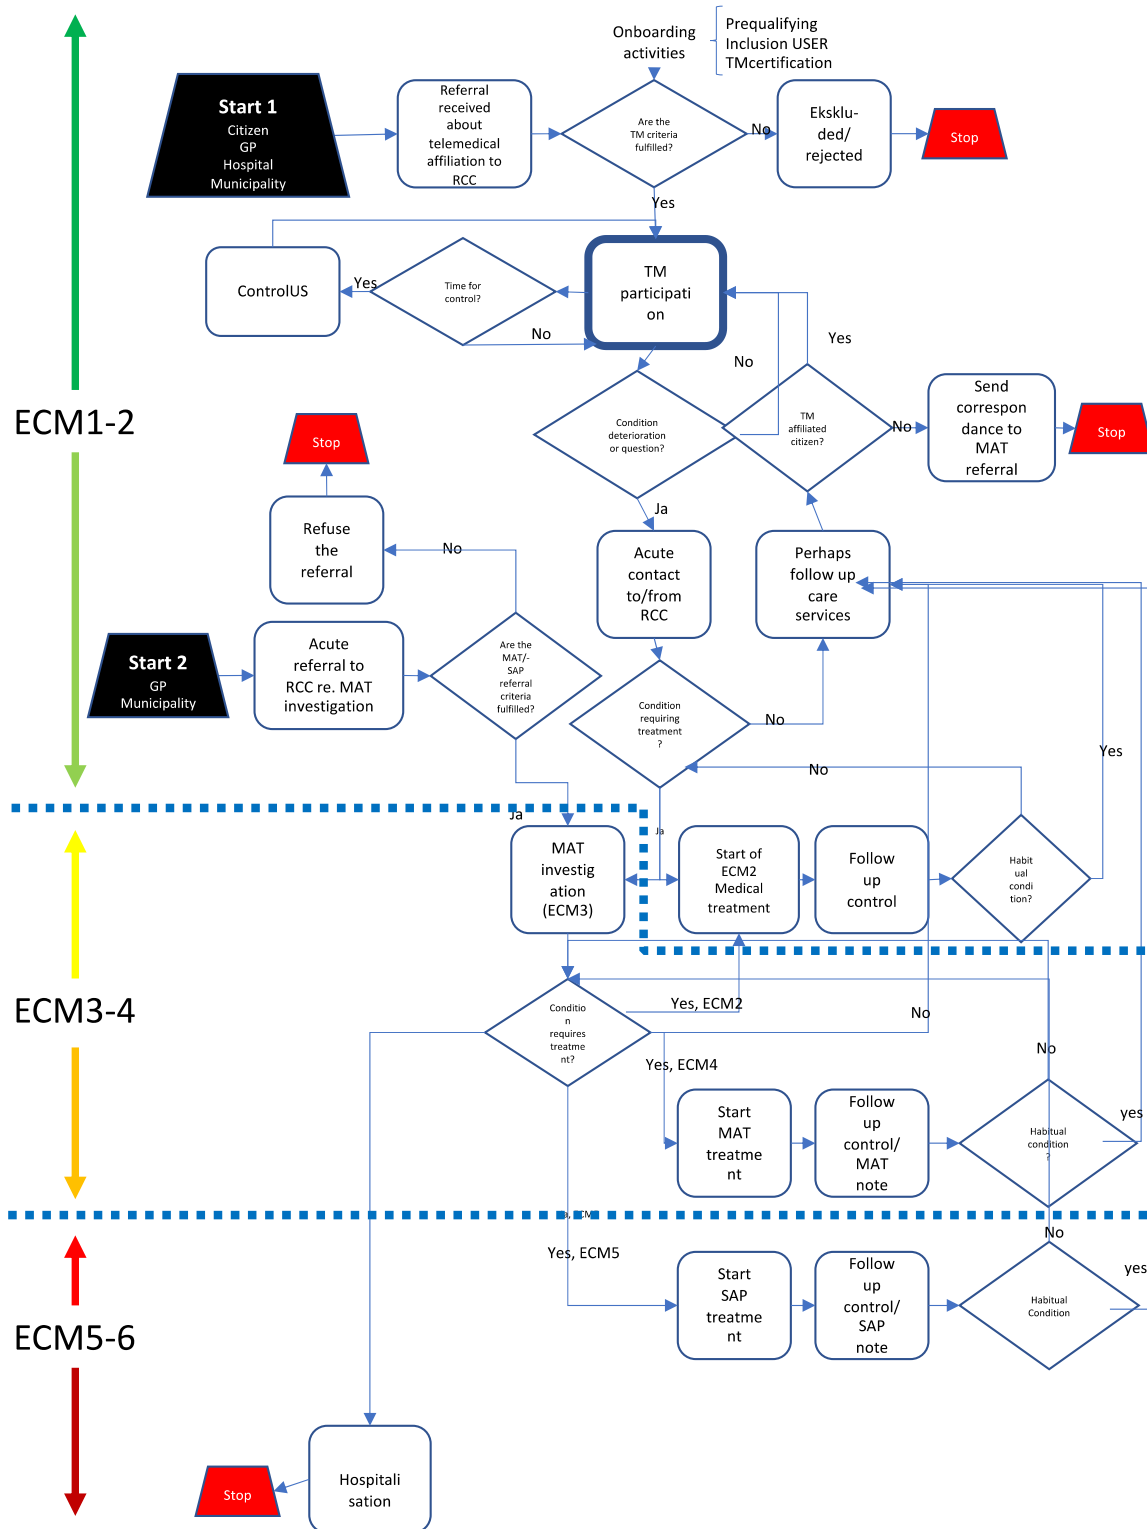 Onboarding
activities
Prequalifying
Inclusion USER
TMcertification
Start 1
Citizen
GP
Hospital
Municipality
Referral
received
about
telemedical
affiliation to
RCC
Are the
TM criteria
fulfilled?
No
Eksklu-
ded/
rejected
Stop
Yes
ControlUS
Yes
Time for
control?
No
TM
participati
on
No
Yes
ECM1-2
Condition
deterioration
or question?
TM
affiliated
citizen?
No
Send
correspon
dance to
MAT
referral
Stop
Stop
Ja
Refuse
the
referral
No
Acute
contact
to/from
RCC
Perhaps
follow up
care
services
Start 2
GP
Municipality
Acute
referral to
RCC re. MAT
investigation
Are the
MAT/-
SAP
referral
criteria
fulfilled?
Condition
requiring
treatment
?
No
No
Yes
Ja
Ja
MAT
investig
ation
(ECM3)
Start of
ECM2
Medical
treatment
Follow
up
control
Habit
ual
condi
tion?
ECM3-4
Conditio
n
requires
treatme
nt?
Yes, ECM2
No
Yes, ECM4
No
Start
MAT
treatme
nt
Follow
up
control/
MAT
note
Habitual
condition
?
yes
Yes, ECM5
No
yes
ECM5-6
Start
SAP
treatme
nt
Follow
up
control/
SAP
note
Habitual
Condition
Hospitali
sation
Stop